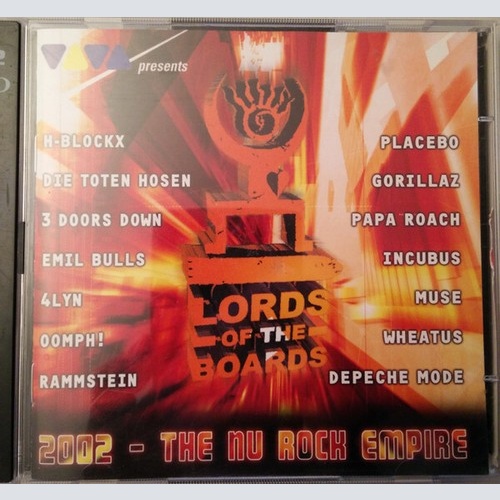 VIVA
presents
H-BLOCKX
DIE TOTEN HOSEN
3 DOORS DOWN
EMIL BULLS
4LYN
OOMPH!
RAMMSTEIN
PLACEBO
GORILLAZ
PAPA ROACH
INCUBUS
MUSE
WHEATUS
DEPECHE MODE
LORDS
OF THE
BOARDS
2002 - THE NU ROCK EMPIRE